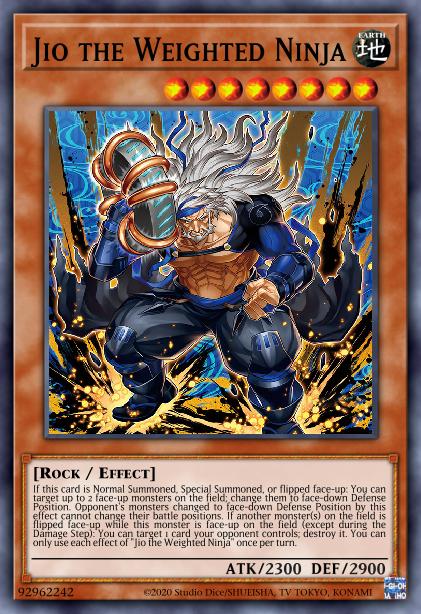 JIO THE WEIGHTED NINJA
EARTH
地
[ROCK / EFFECT]
If this card is Normal Summoned, Special Summoned, or flipped face-up: You can
target up to 2 face-up monsters on the field; change them to face-down Defense
Position. Opponent's monsters changed to face-down Defense Position by this
effect cannot change their battle positions. If another monster(s) on the field is
flipped face-up while this monster is face-up on the field (except during the
Damage Step): You can target 1 card your opponent controls; destroy it. You can
only use each effect of "Jio the Weighted Ninja" once per turn.
ATK/2300 DEF/2900
92962242
©2020 Studio Dice/SHUEISHA, TV TOKYO, KONAMI